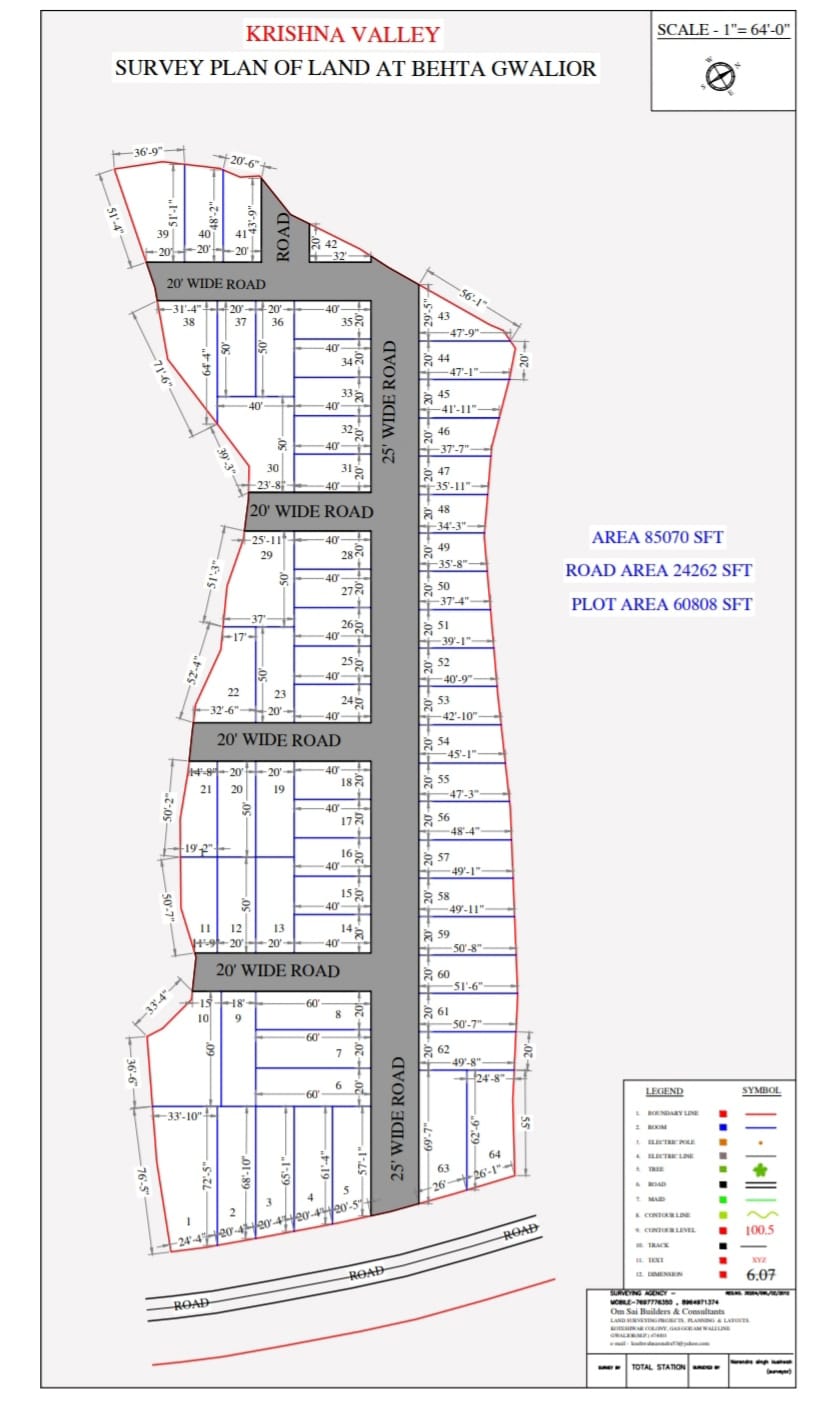 KRISHNA VALLEY
SURVEY PLAN OF LAND AT BEHTA GWALIOR
SCALE - 1"= 64'-0"
W N
S E
36'-9" 20'-6"
51'-4" 51'-1" 48'-2" 43'-9"
39 40 41
20' 20' 20'
ROAD
20' 42
32'
20' WIDE ROAD
56'-1"
31'-4" 20' 20' 40'
38 37 36 35 20'
71'-6" 64'-4" 50' 50'
40'
34 20'
33 20'
40' 40'
32 20'
40'
39'-3" 50'
30 31 20'
23'-8" 40'
25' WIDE ROAD
29'-5" 43
47'-9"
20' 44 20'
47'-1"
20' 45
41'-11"
20' 46
37'-7"
20' 47
35'-11"
20' 48
34'-3"
20' 49
35'-8"
20' 50
37'-4"
20' 51
39'-1"
20' 52
40'-9"
20' 53
42'-10"
20' 54
45'-1"
20' 55
47'-3"
20' 56
48'-4"
20' 57
49'-1"
20' 58
49'-11"
20' 59
50'-8"
20' 60
51'-6"
20' 61
50'-7"
20' 62 20'
49'-8"
24'-8"
69'-7" 62'-6" 55'
63 64
26' 26'-1"
20' WIDE ROAD
25'-11" 40'
29 28 20'
51'-3" 50' 40'
27 20'
37' 26 20'
17' 40'
52'-4" 50' 25 20'
40'
22 23 24 20'
32'-6" 20' 40'
20' WIDE ROAD
14'-8" 20' 20' 40'
21 20 19 18 20'
50'-2" 50' 40'
17 20'
19'-2" 16 20'
40'
50'-7" 50' 15 20'
40'
11 12 13 14 20'
11'-9" 20' 20' 40'
20' WIDE ROAD
33'-4" 15' 18' 60'
10 9 8 20'
60'
36'-6" 60' 7 20'
6 20'
60'
33'-10"
76'-5" 72'-5" 68'-10" 65'-1" 61'-4" 57'-1"
1 2 3 4 5
24'-4" 20'-4" 20'-4" 20'-4" 20'-5"
25' WIDE ROAD
ROAD ROAD ROAD
AREA 85070 SFT
ROAD AREA 24262 SFT
PLOT AREA 60808 SFT
LEGEND SYMBOL
1. BOUNDARY LINE
2. ROOM
3. ELECTRIC POLE
4. ELECTRIC LINE
5. TREE
6. ROAD
7. MAID
8. CONTOUR LINE
9. CONTOUR LEVEL 100.5
10. TRACK
11. TEXT XYZ
12. DIMENSION 6.07
SURVEYING AGENCY -
MOBILE-7697776350 , 8964971374
Om Sai Builders & Consultants
LAND SURVEYING PROJECTS, PLANNING & LAYOUTS.
KOTESHWAR COLONY, GAS GODAM WALI LINE
GWALIOR(M.P.) 474003
SURVEY BY TOTAL STATION SURVEYED BY Narendra singh kushwah
(surveyor)